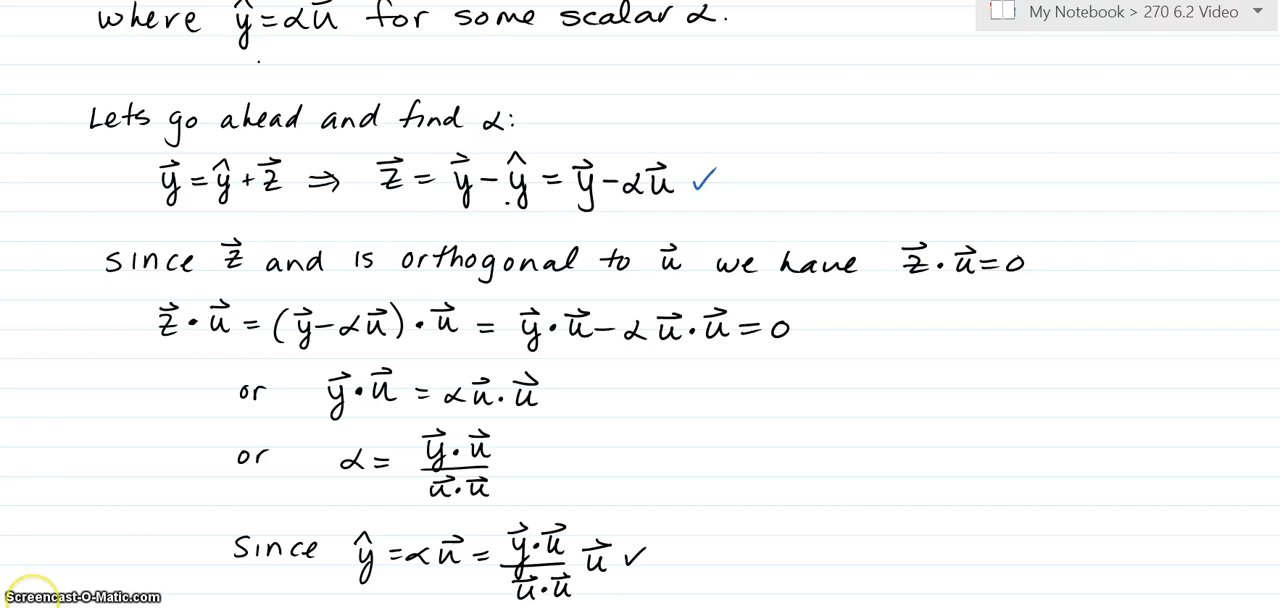 where ŷ = αu⃗ for some scalar α.
My Notebook > 270 6.2 Video
Lets go ahead and find α:
y⃗ = ŷ + z⃗ ⇒ z⃗ = y⃗ − ŷ = y⃗ − αu⃗ ✓
Since z⃗ and is orthogonal to u⃗ we have z⃗ · u⃗ = 0
z⃗ · u⃗ = (y⃗ − αu⃗) · u⃗ = y⃗ · u⃗ − α u⃗ · u⃗ = 0
or y⃗ · u⃗ = αu⃗ · u⃗
or α = (y⃗ · u⃗)/(u⃗ · u⃗)
Since ŷ = αu⃗ = (y⃗ · u⃗)/(u⃗ · u⃗) u⃗ ✓
Screencast-O-Matic.com